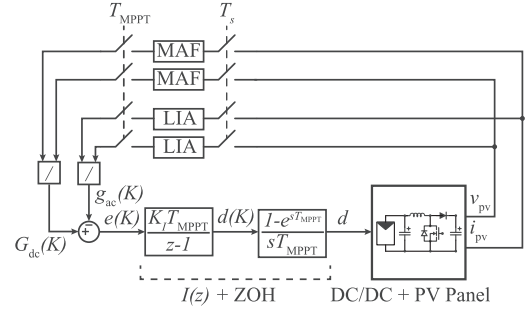 T_MPPT T_s
MAF
MAF
LIA
LIA
/ /
g_ac(K)
G_dc(K) e(K) K_I T_MPPT / z-1 d(K) 1-e^{sT_MPPT} / sT_MPPT d
v_pv
i_pv
+ +
I(z) + ZOH DC/DC + PV Panel